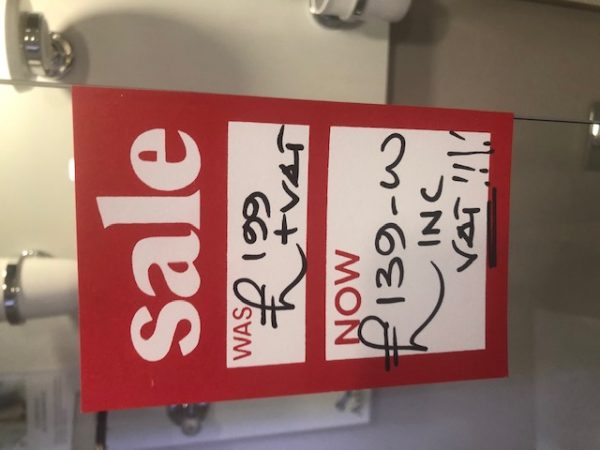 sale
WAS
£199
+VAT
NOW
£139-00
INC
VAT!!!